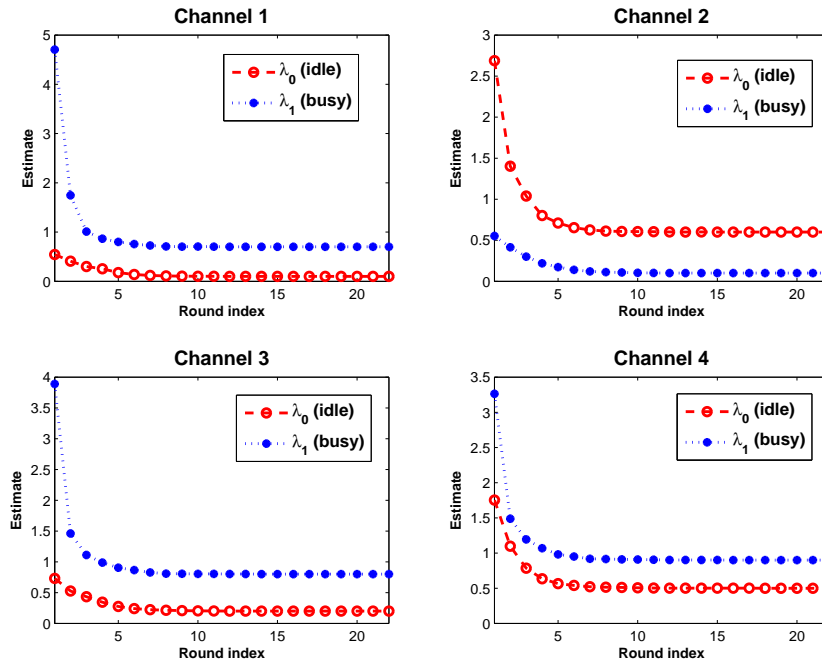 Channel 1
5
4
3
2
1
0
5
10
15
20
Estimate
Round index
λ0 (idle)
λ1 (busy)
Channel 2
3
2.5
2
1.5
1
0.5
0
5
10
15
20
Estimate
Round index
λ0 (idle)
λ1 (busy)
Channel 3
4
3.5
3
2.5
2
1.5
1
0.5
0
5
10
15
20
Estimate
Round index
λ0 (idle)
λ1 (busy)
Channel 4
3.5
3
2.5
2
1.5
1
0.5
0
5
10
15
20
Estimate
Round index
λ0 (idle)
λ1 (busy)